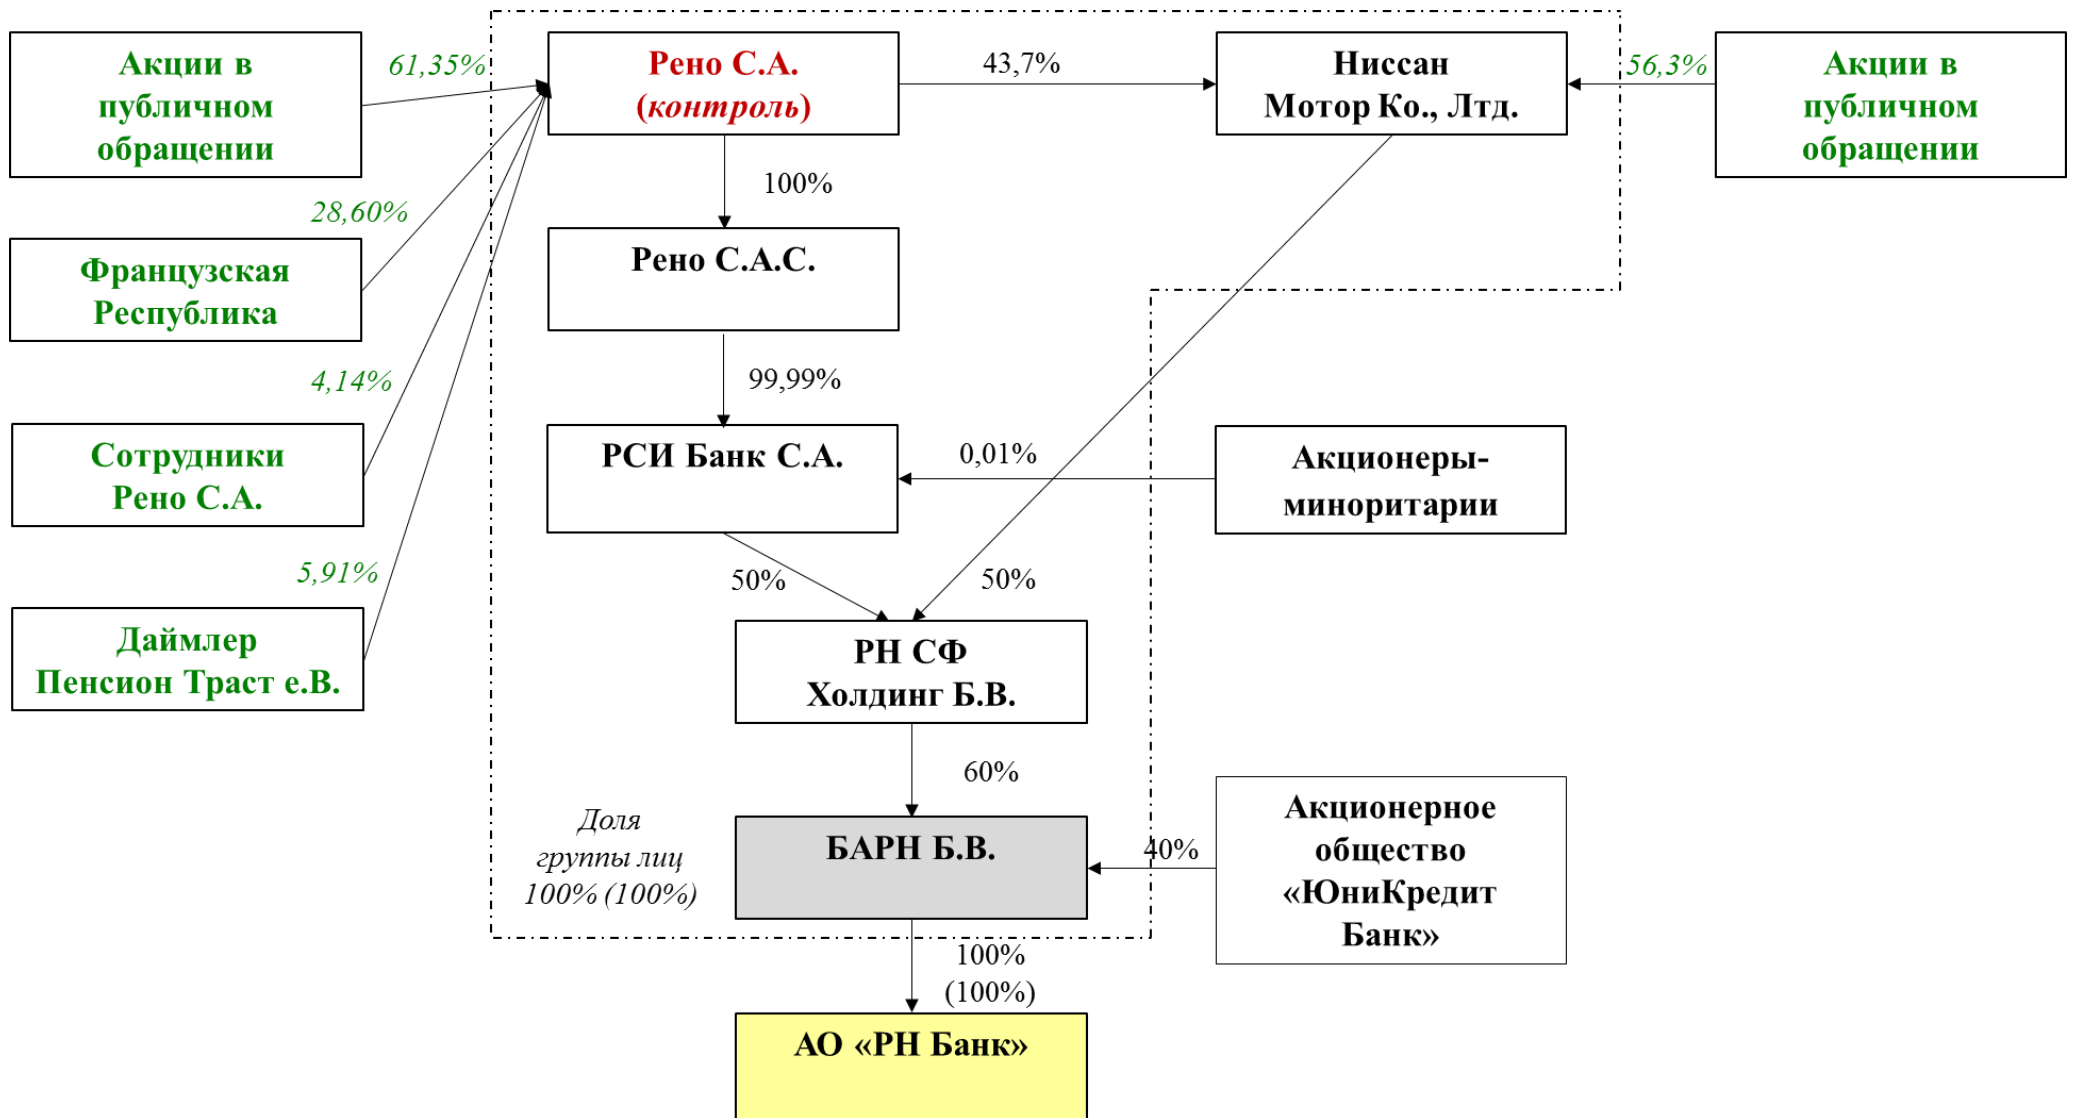 Акции в
публичном
обращении
61,35%
Рено С.А.
(контроль)
43,7%
Ниссан
Мотор Ко., Лтд.
56,3%
Акции в
публичном
обращении
100%
28,60%
Французская
Республика
Рено С.А.С.
4,14%
99,99%
Сотрудники
Рено С.А.
РСИ Банк С.А.
0,01%
Акционеры-
миноритарии
5,91%
50%
50%
Даймлер
Пенсион Траст е.В.
РН СФ
Холдинг Б.В.
60%
Доля
группы лиц
100% (100%)
БАРН Б.В.
40%
Акционерное
общество
«ЮниКредит
Банк»
100%
(100%)
АО «РН Банк»